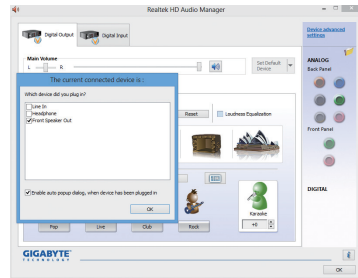 Realtek HD Audio Manager
Digital Output
Digital Input
Device advanced
settings
Main Volume
L
R
Set Default
Device
ANALOG
Back Panel
The current connected device is :
Which device did you plug in?
Line In
Headphone
Front Speaker Out
Reset
Loudness Equalization
Front Panel
Enable auto popup dialog, when device has been plugged in
OK
Karaoke
+0
DIGITAL
Pop
Live
Club
Rock
GIGABYTE
TECHNOLOGY
OK